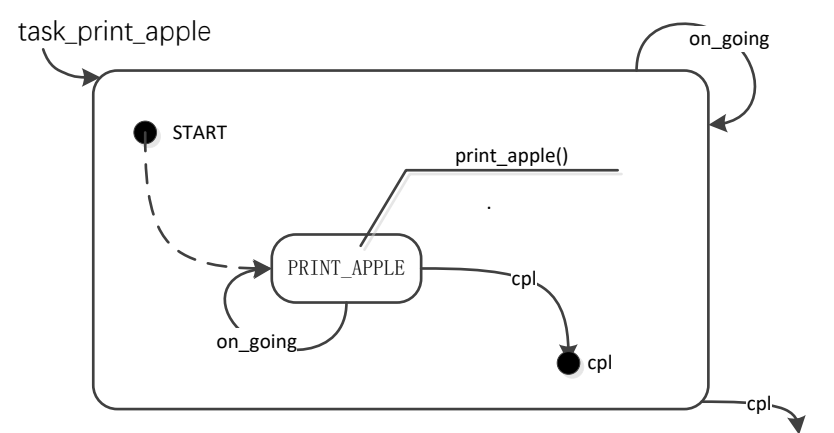 task_print_apple
on_going
START
print_apple()
PRINT_APPLE
cpl
on_going
cpl
cpl